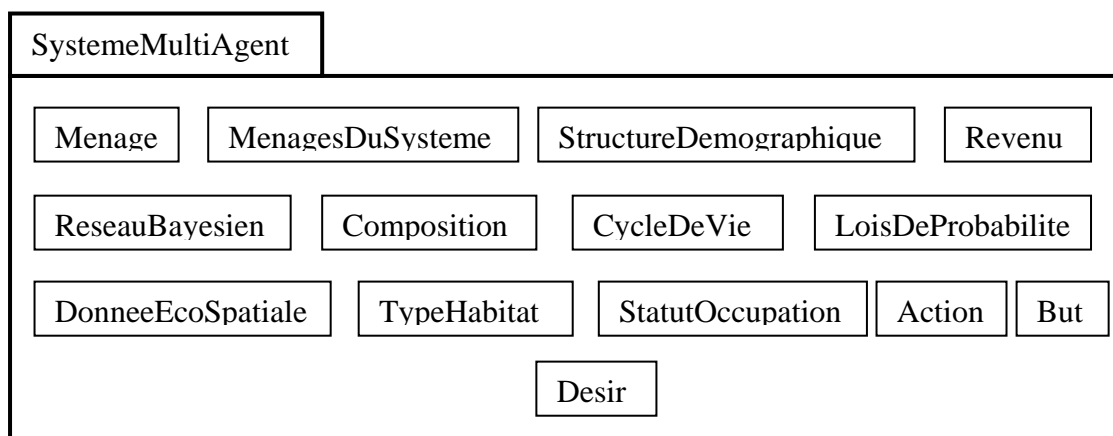 SystemeMultiAgent
Menage MenagesDuSysteme StructureDemographique Revenu
ReseauBayesien Composition CycleDeVie LoisDeProbabilite
DonneeEcoSpatiale TypeHabitat StatutOccupation Action But
Desir